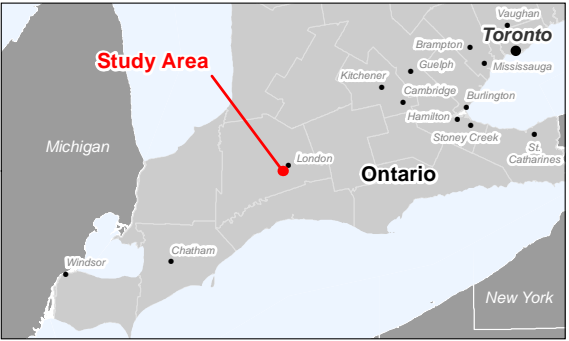 Vaughan
Toronto
Brampton
Mississauga
Study Area
Guelph
Kitchener
Cambridge
Burlington
Hamilton
Stoney Creek
St.
Catharines
Michigan
London
Ontario
Chatham
Windsor
New York